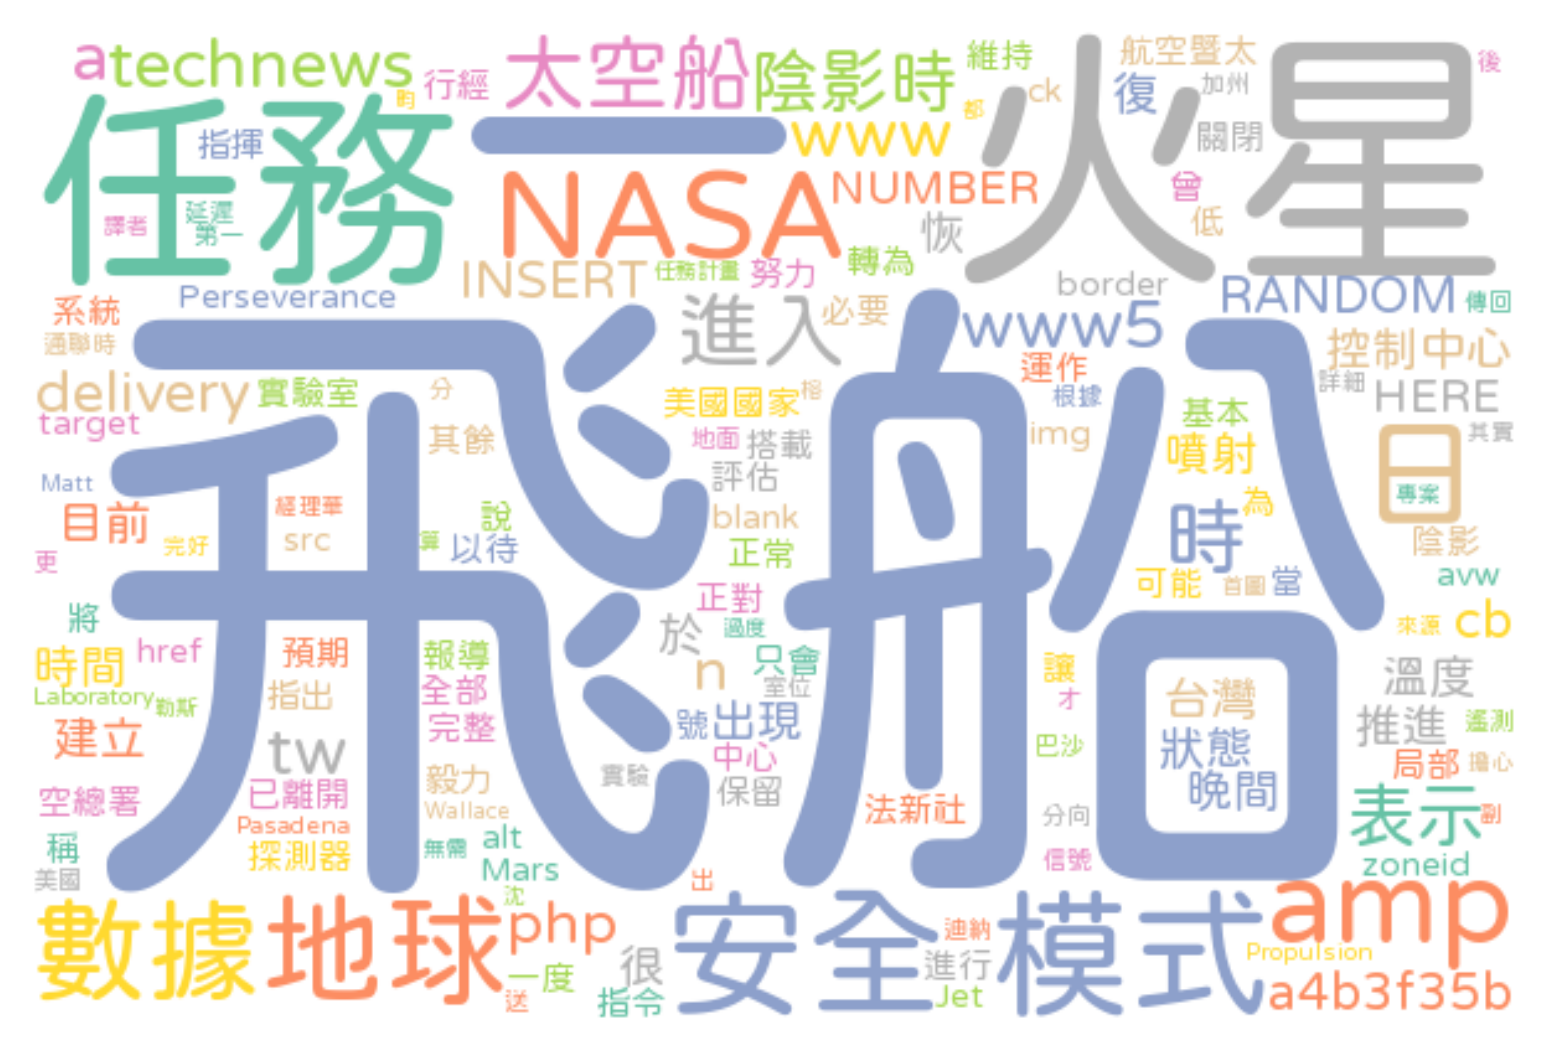 atechnews
行經
太空船
陰影時
維持
航空暨太
後
任務
昀
指揮
一
www
都
ck
復
加州
關閉
火星
譯者
延遲
第一
NASA
NUMBER
恢
曾
低
INSERT
任務計畫
努力
轉為
border
RANDOM
傳回
系統
Perseverance
進入
必要
www5
控制中心
通聯時
飛船
運作
詳細
delivery
實驗室
分
美國國家
榕
根據
HERE
target
其餘
地面
搭載
img
基本
噴射
日
其實
Matt
評估
專案
目前
經理華
說
blank
時
為
完好
src
算
以待
正常
陰影
更
正對
可能
首圖
當
avw
將
過度
於
來源
cb
時間
href
預期
報導
n
只會
室位
讓
才
台灣
溫度
Laboratory
勒斯
指出
全部
號
出現
狀態
推進
遙測
建立
tw
完整
中心
巴沙
晚間
局部
擔心
空總署
已離開
毅力
實驗
保留
Wallace
法新社
分向
表示
副
Pasadena
稱
探測器
無需
alt
信號
zoneid
美國
Mars
出
數據
地球
沈
php
安全模式
amp
迪納
很
進行
Propulsion
一度
送
指令
Jet
a4b3f35b